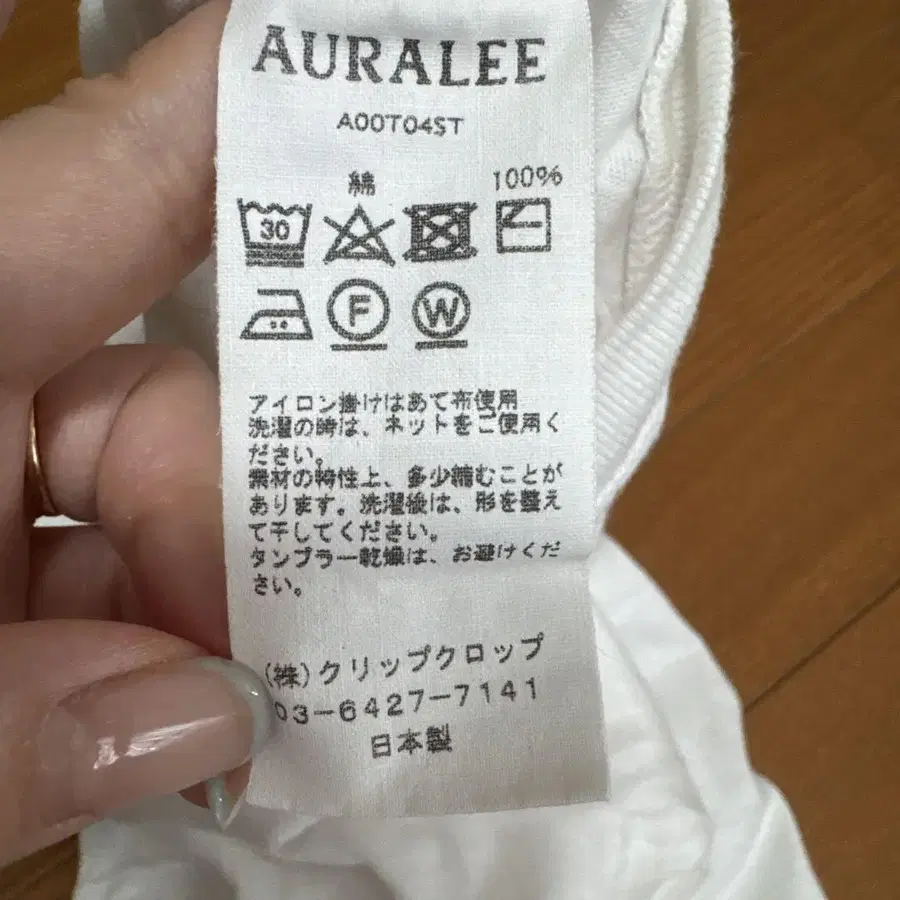 AURALEE
A00T04ST
綿 100%
30
F W
アイロン掛けはあて布使用
洗濯の時は、ネットをご使用く
ださい。
素材の特性上、多少縮むことが
あります。洗濯後は、形を整え
て干してください。
タンブラー乾燥は、お避けくだ
さい。
(株)クリップクロップ
03-6427-7141
日本製